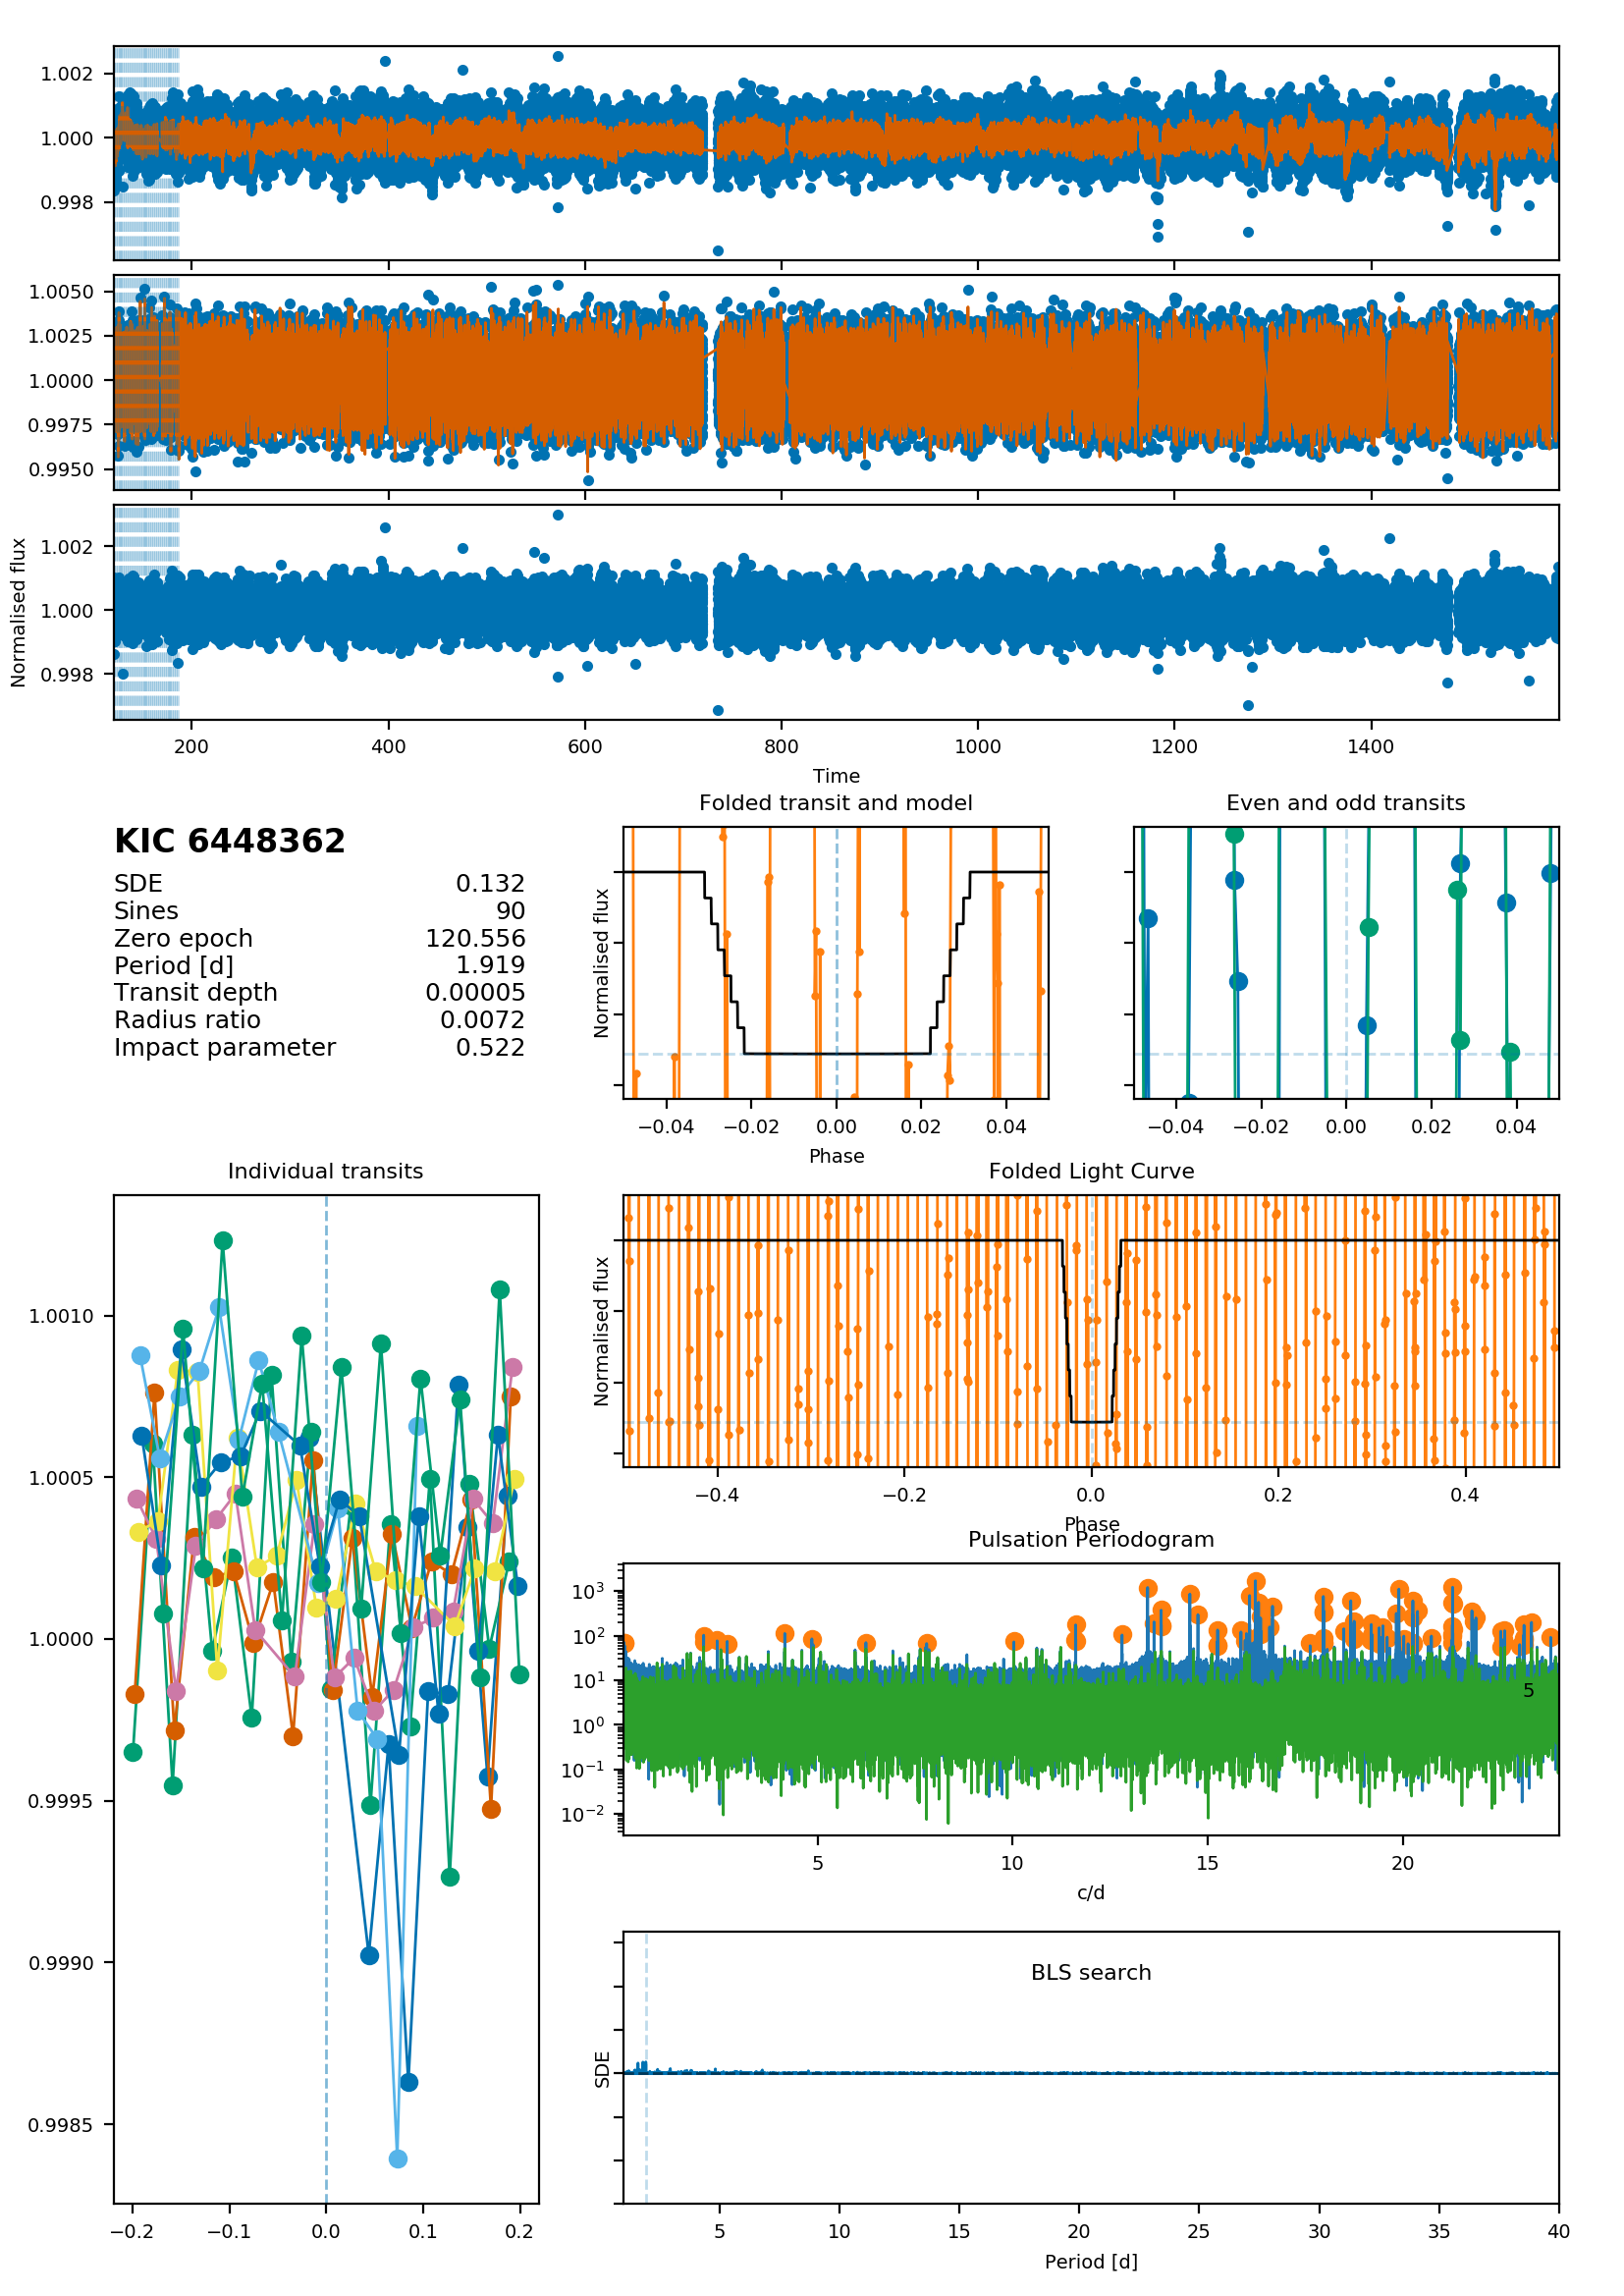 1.002
1.000
0.998
1.0050
1.0025
1.0000
0.9975
0.9950
1.002
1.000
0.998
Normalised flux
200 400 600 800 1000 1200 1400
Time
KIC 6448362
SDE 0.132
Sines 90
Zero epoch 120.556
Period [d] 1.919
Transit depth 0.00005
Radius ratio 0.0072
Impact parameter 0.522
Folded transit and model
Normalised flux
−0.04 −0.02 0.00 0.02 0.04
Phase
Even and odd transits
−0.04 −0.02 0.00 0.02 0.04
Individual transits
1.0010
1.0005
1.0000
0.9995
0.9990
0.9985
−0.2 −0.1 0.0 0.1 0.2
Folded Light Curve
Normalised flux
−0.4 −0.2 0.0 0.2 0.4
Phase
Pulsation Periodogram
10³
10²
10¹
10⁰
10⁻¹
10⁻²
5
5 10 15 20
c/d
BLS search
SDE
5 10 15 20 25 30 35 40
Period [d]